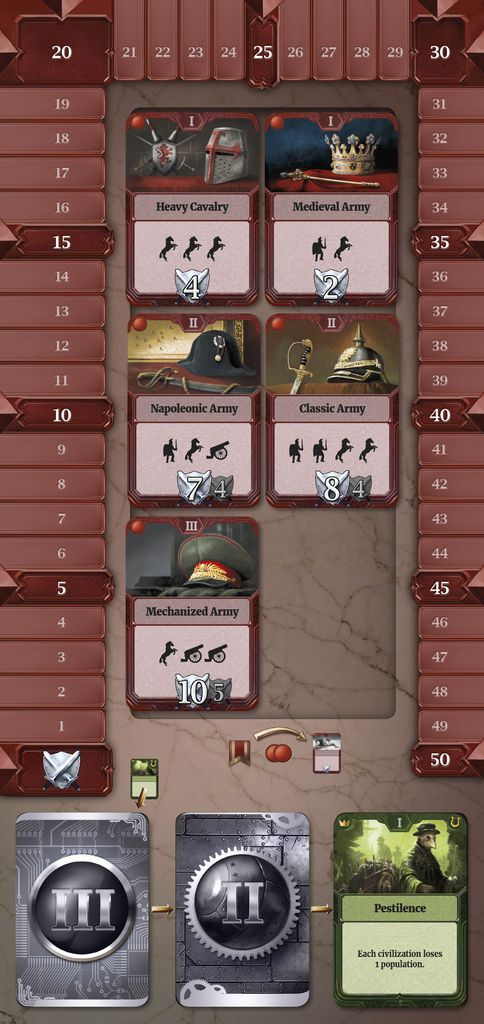 20
21 22 23 24 25 26 27 28 29
30
19
18
17
16
15
14
13
12
11
10
9
8
7
6
5
4
3
2
1
31
32
33
34
35
36
37
38
39
40
41
42
43
44
45
46
47
48
49
50
I
Heavy Cavalry
4
I
Medieval Army
2
II
Napoleonic Army
7 4
II
Classic Army
8 4
III
Mechanized Army
10 5
III
II
I
Pestilence
Each civilization loses
1 population.